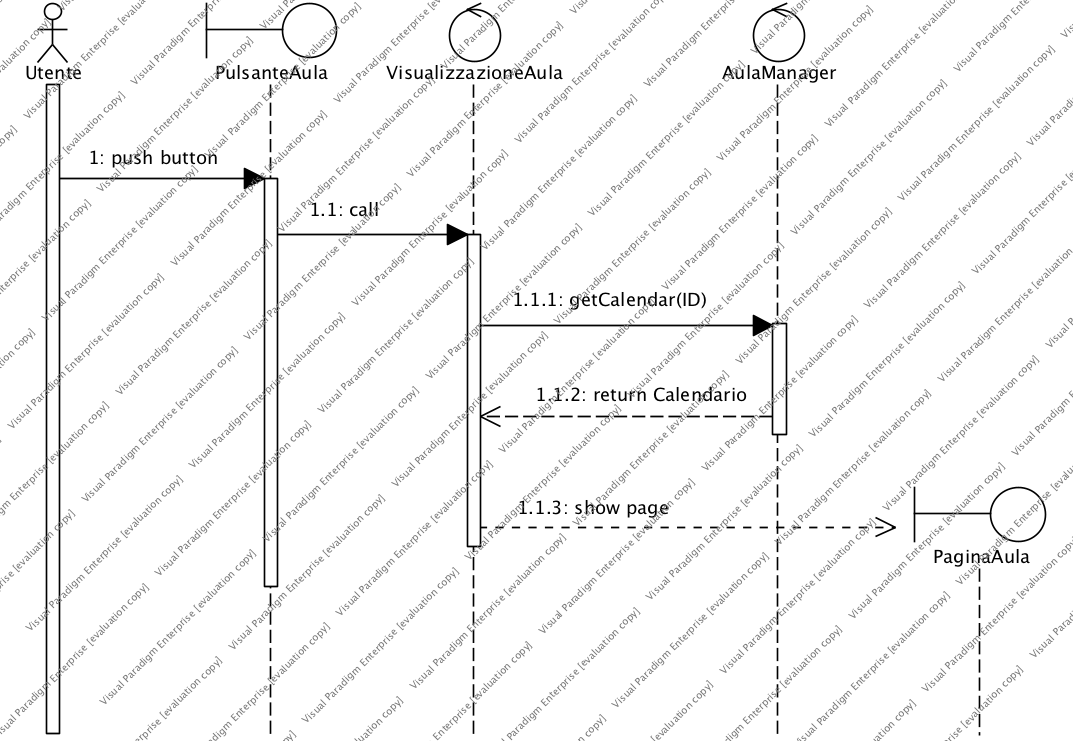 Utente
PulsanteAula
VisualizzazioneAula
AulaManager
1: push button
1.1: call
1.1.1: getCalendar(ID)
1.1.2: return Calendario
1.1.3: show page
PaginaAula
Visual Paradigm Enterprise [evaluation copy]